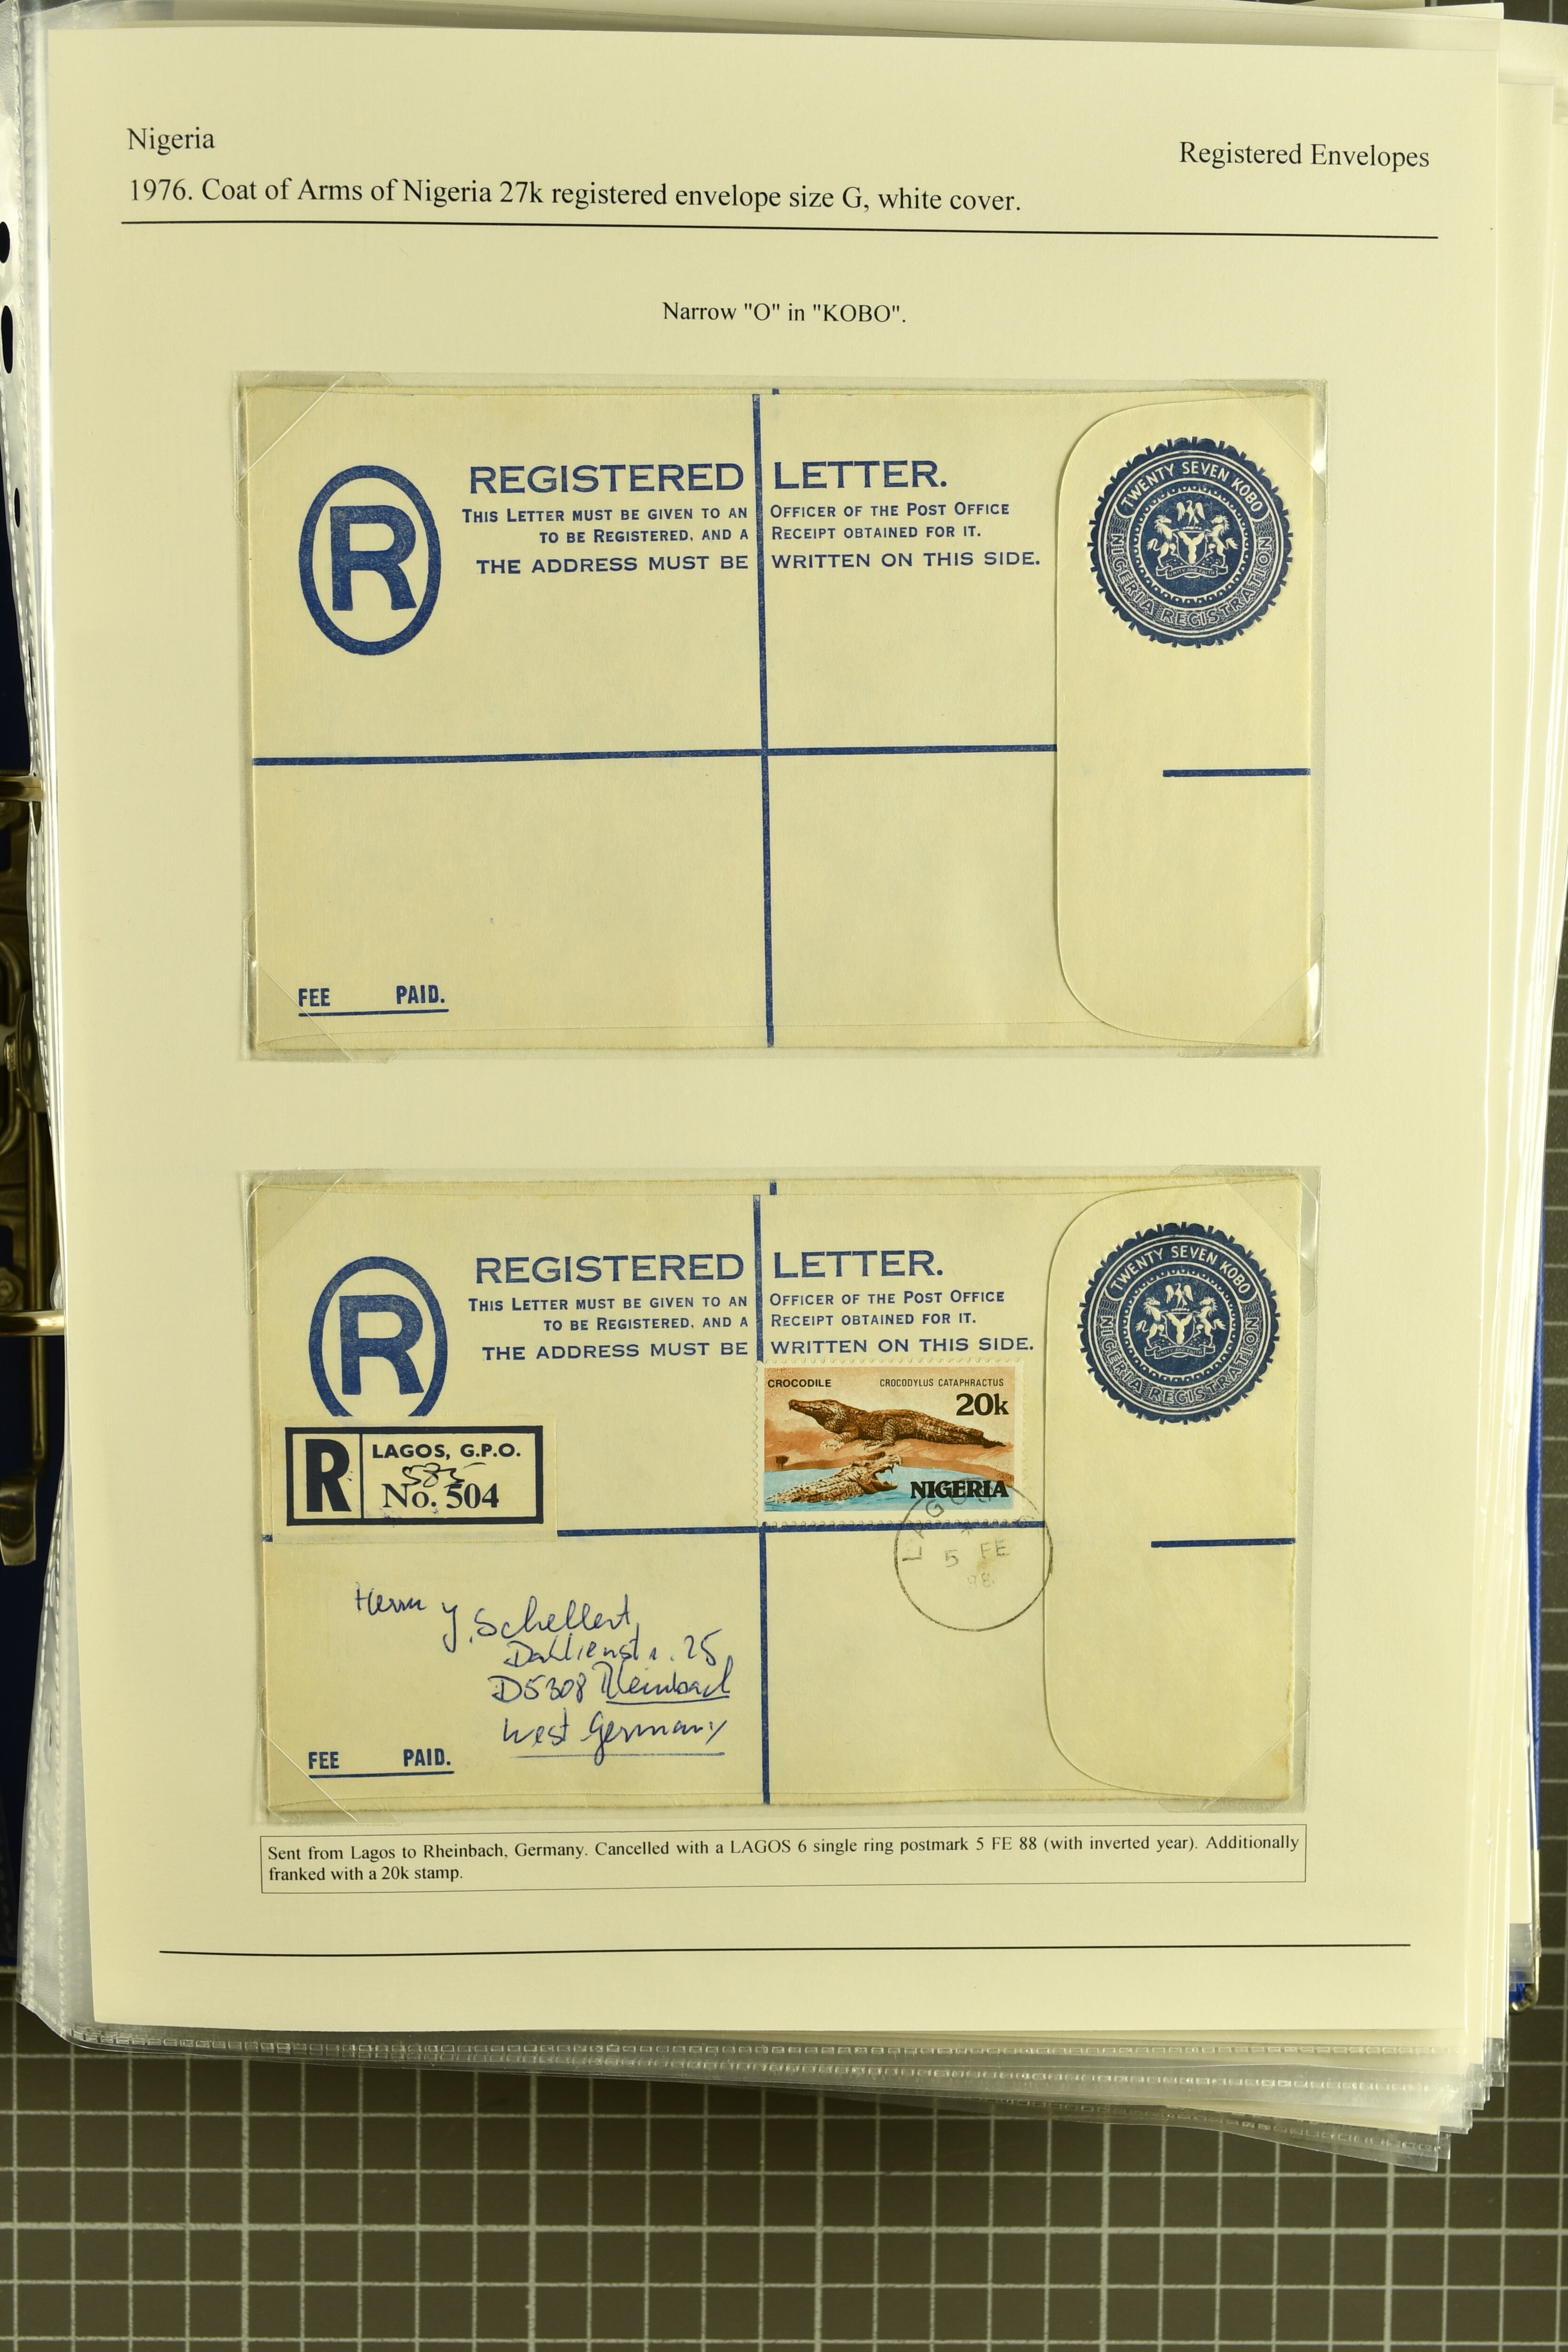 Nigeria
Registered Envelopes
1976. Coat of Arms of Nigeria 27k registered envelope size G, white cover.
Narrow "O" in "KOBO".
R
REGISTERED LETTER.
THIS LETTER MUST BE GIVEN TO AN OFFICER OF THE POST OFFICE
TO BE REGISTERED, AND A RECEIPT OBTAINED FOR IT.
THE ADDRESS MUST BE WRITTEN ON THIS SIDE.
TWENTY SEVEN KOBO
NIGERIA REGISTRATION
FEE PAID.
R
REGISTERED LETTER.
THIS LETTER MUST BE GIVEN TO AN OFFICER OF THE POST OFFICE
TO BE REGISTERED, AND A RECEIPT OBTAINED FOR IT.
THE ADDRESS MUST BE WRITTEN ON THIS SIDE.
TWENTY SEVEN KOBO
NIGERIA REGISTRATION
CROCODILE CROCODYLUS CATAPHRACTUS
20k
NIGERIA
R
LAGOS, G.P.O.
585
No. 504
LAGOS
5 FE
Herrn J. Schellert
Dahlienstr. 25
D5308 Rheinbach
West Germany
FEE PAID.
Sent from Lagos to Rheinbach, Germany. Cancelled with a LAGOS 6 single ring postmark 5 FE 88 (with inverted year). Additionally
franked with a 20k stamp.